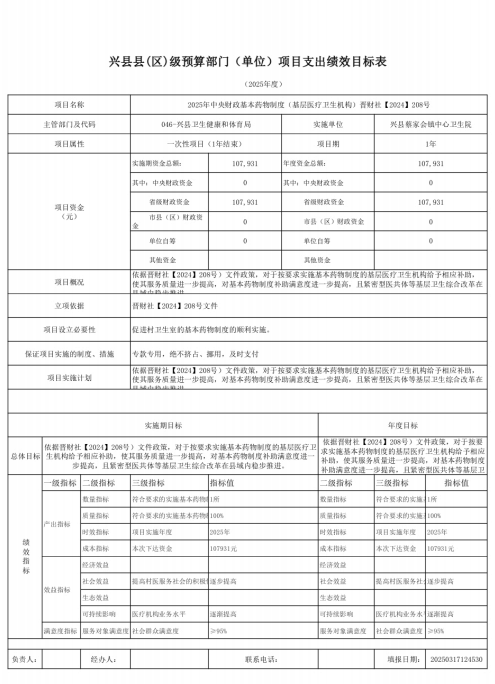 兴县县(区)级预算部门（单位）项目支出绩效目标表
（2025年度）
项目名称 2025年中央财政基本药物制度（基层医疗卫生机构）晋财社【2024】208号
主管部门及代码 046-兴县卫生健康和体育局 实施单位 兴县蔡家会镇中心卫生院
项目属性 一次性项目（1年结束） 项目期 1年
项目资金（元）
实施期资金总额： 107,931 年度资金总额： 107,931
其中：中央财政资金 0 其中：中央财政资金 0
省级财政资金 107,931 省级财政资金 107,931
市县（区）财政资金 0 市县（区）财政资金 0
单位自筹 0 单位自筹 0
其他资金 其他资金
项目概况
依据晋财社【2024】208号）文件政策，对于按要求实施基本药物制度的基层医疗卫生机构给予相应补助，
使其服务质量进一步提高，对基本药物制度补助满意度进一步提高，且紧密型医共体等基层卫生综合改革在
县域内稳步推进
立项依据 晋财社【2024】208号文件
项目设立必要性 促进村卫生室的基本药物制度的顺利实施。
保证项目实施的制度、措施 专款专用，绝不挤占、挪用，及时支付
项目实施计划
依据晋财社【2024】208号）文件政策，对于按要求实施基本药物制度的基层医疗卫生机构给予相应补助，
使其服务质量进一步提高，对基本药物制度补助满意度进一步提高，且紧密型医共体等基层卫生综合改革在
县域内稳步推进
实施期目标 年度目标
总体目标
依据晋财社【2024】208号）文件政策，对于按要求实施基本药物制度的基层医疗卫
生机构给予相应补助，使其服务质量进一步提高，对基本药物制度补助满意度进一
步提高，且紧密型医共体等基层卫生综合改革在县域内稳步推进。
依据晋财社【2024】208号）文件政策，对于按要
求实施基本药物制度的基层医疗卫生机构给予相应补
助，使其服务质量进一步提高，对基本药物制度
补助满意度进一步提高，且紧密型医共体等基层卫
绩效指标
一级指标 二级指标 三级指标 指标值 二级指标 三级指标 指标值
产出指标
数量指标 符合要求的实施基本药物 1所 数量指标 符合要求的实施 1所
质量指标 符合要求的实施基本药物 100% 质量指标 符合要求的实施 100%
时效指标 项目实施年度 2025年 时效指标 项目实施年度 2025年
成本指标 本次下达资金 107931元 成本指标 本次下达资金 107931元
效益指标
经济效益 经济效益
社会效益 提高村医服务社会的积极 逐步提高 社会效益 提高村医服务社 逐步提高
生态效益 生态效益
可持续影响 医疗机构业务水平 逐渐提高 可持续影响 医疗机构业务水 逐渐提高
满意度指标 服务对象满意度 社会群众满意度 ≥95% 服务对象满意度 社会群众满意度 ≥95%
负责人： 经办人： 联系电话： 填报日期： 20250317124530